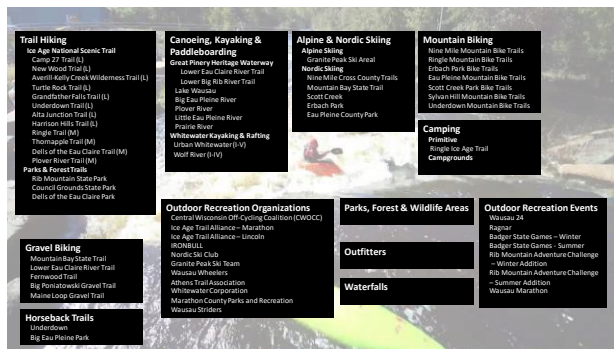 Trail Hiking
Ice Age National Scenic Trail
Camp 27 Trail (L)
New Wood Trial (L)
Averill-Kelly Creek Wilderness Trail (L)
Turtle Rock Trail (L)
Grandfather Falls Trail (L)
Underdown Trail (L)
Alta Junction Trail (L)
Harrison Hills Trail (L)
Ringle Trail (M)
Thornapple Trail (M)
Dells of the Eau Claire Trail (M)
Plover River Trail (M)
Parks & Forest Trails
Rib Mountain State Park
Council Grounds State Park
Dells of the Eau Claire Park
Canoeing, Kayaking &
Paddleboarding
Great Pinery Heritage Waterway
Lower Eau Claire River Trail
Lower Big Rib River Trail
Lake Wausau
Big Eau Pleine River
Plover River
Little Eau Pleine River
Prairie River
Whitewater Kayaking & Rafting
Urban Whitewater (I-V)
Wolf River (I-IV)
Alpine & Nordic Skiing
Alpine Skiing
Granite Peak Ski Areal
Nordic Skiing
Nine Mile Cross County Trails
Mountain Bay State Trail
Scott Creek
Erbach Park
Eau Pleine County Park
Mountain Biking
Nine Mile Mountain Bike Trails
Ringle Mountain Bike Trails
Erbach Park Bike Trails
Eau Pleine Mountain Bike Trails
Scott Creek Park Bike Trails
Sylvan Hill Mountain Bike Trails
Underdown Mountain Bike Trails
Camping
Primitive
Ringle Ice Age Trail
Campgrounds
Gravel Biking
Mountain Bay State Trail
Lower Eau Claire River Trail
Fernwood Trail
Big Poniatowski Gravel Trail
Maine Loop Gravel Trail
Horseback Trails
Underdown
Big Eau Pleine Park
Outdoor Recreation Organizations
Central Wisconsin Off-Cycling Coalition (CWOCC)
Ice Age Trail Alliance – Marathon
Ice Age Trail Alliance – Lincoln
IRONBULL
Nordic Ski Club
Granite Peak Ski Team
Wausau Wheelers
Athens Trail Association
Whitewater Corporation
Marathon County Parks and Recreation
Wausau Striders
Parks, Forest & Wildlife Areas
Outfitters
Waterfalls
Outdoor Recreation Events
Wausau 24
Ragnar
Badger State Games – Winter
Badger State Games - Summer
Rib Mountain Adventure Challenge
– Winter Addition
Rib Mountain Adventure Challenge
– Summer Addition
Wausau Marathon